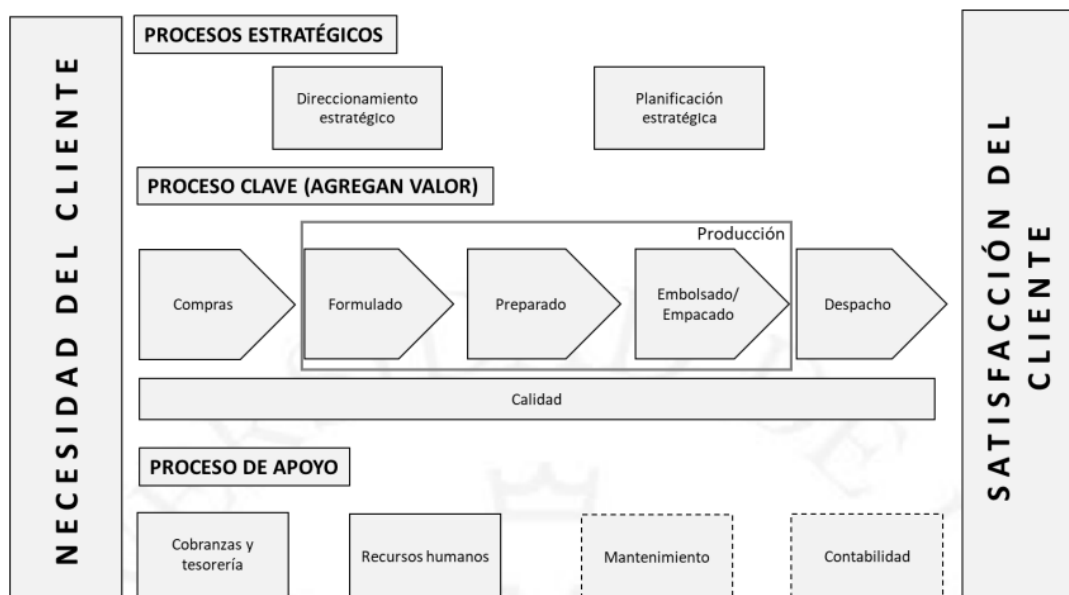 NECESIDAD DEL CLIENTE
PROCESOS ESTRATÉGICOS
Direccionamiento
estratégico
Planificación
estratégica
PROCESO CLAVE (AGREGAN VALOR)
Producción
Compras
Formulado
Preparado
Embolsado/
Empacado
Despacho
Calidad
PROCESO DE APOYO
Cobranzas y
tesorería
Recursos humanos
Mantenimiento
Contabilidad
SATISFACCIÓN DEL
CLIENTE